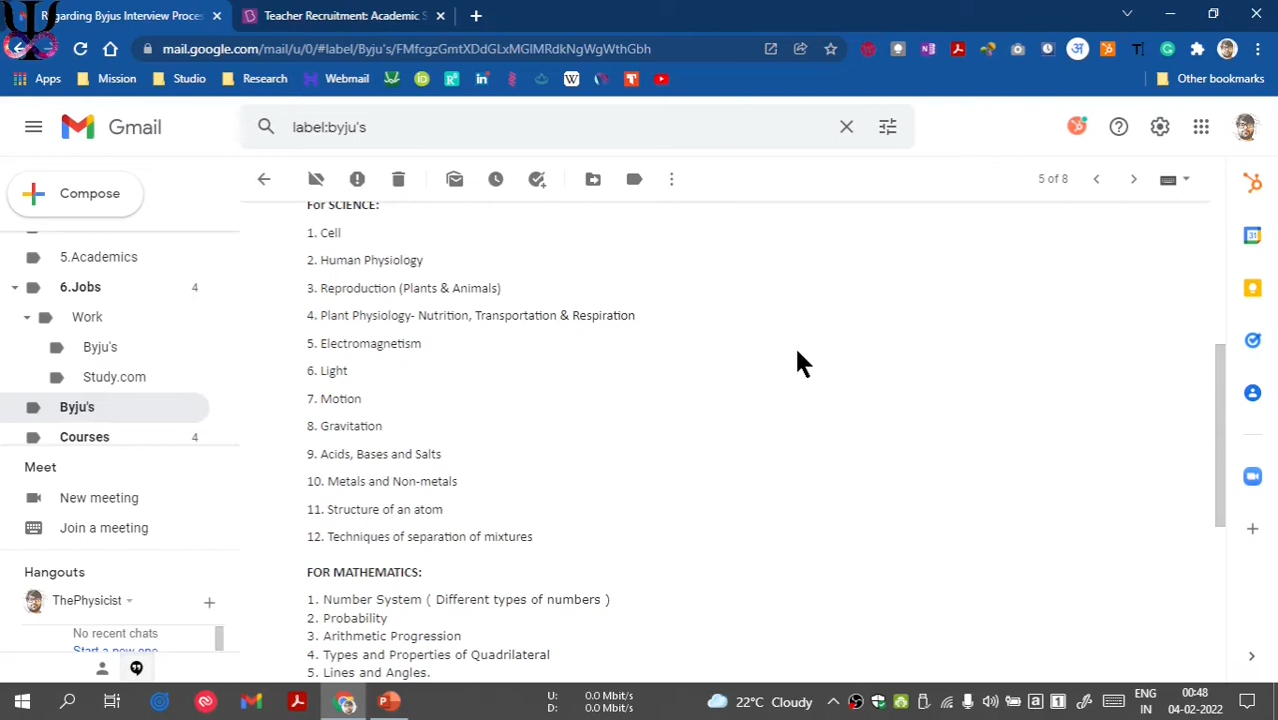 Regarding Byjus Interview Proces
Teacher Recruitment: Academic S
mail.google.com/mail/u/0/#label/Byju's/FMfcgzGmtXDdGLxMGlMRdkNgWgWthGbh
Apps
Mission
Studio
Research
Webmail
Other bookmarks
Gmail
label:byju's
Compose
5 of 8
5.Academics
6.Jobs 4
Work
Byju's
Study.com
Byju's
Courses 4
Meet
New meeting
Join a meeting
Hangouts
ThePhysicist
No recent chats
Start a new one
For SCIENCE:
1. Cell
2. Human Physiology
3. Reproduction (Plants & Animals)
4. Plant Physiology- Nutrition, Transportation & Respiration
5. Electromagnetism
6. Light
7. Motion
8. Gravitation
9. Acids, Bases and Salts
10. Metals and Non-metals
11. Structure of an atom
12. Techniques of separation of mixtures
FOR MATHEMATICS:
1. Number System ( Different types of numbers )
2. Probability
3. Arithmetic Progression
4. Types and Properties of Quadrilateral
5. Lines and Angles.
U: 0.0 Mbit/s
D: 0.0 Mbit/s
22°C Cloudy
ENG
IN
00:48
04-02-2022